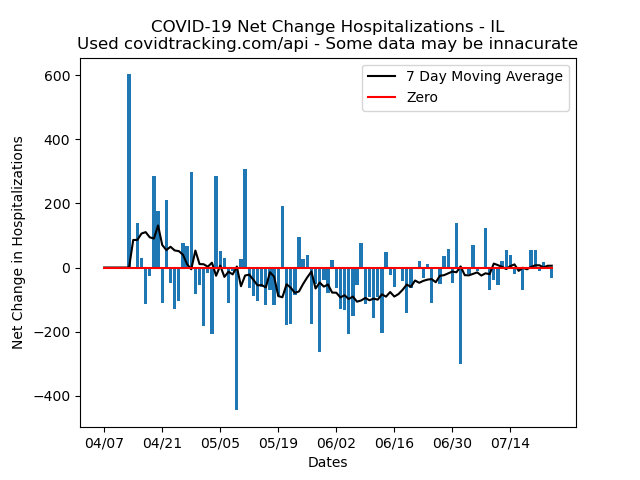 COVID-19 Net Change Hospitalizations - IL
Used covidtracking.com/api - Some data may be innacurate
7 Day Moving Average
Zero
Net Change in Hospitalizations
600
400
200
0
−200
−400
04/07 04/21 05/05 05/19 06/02 06/16 06/30 07/14
Dates